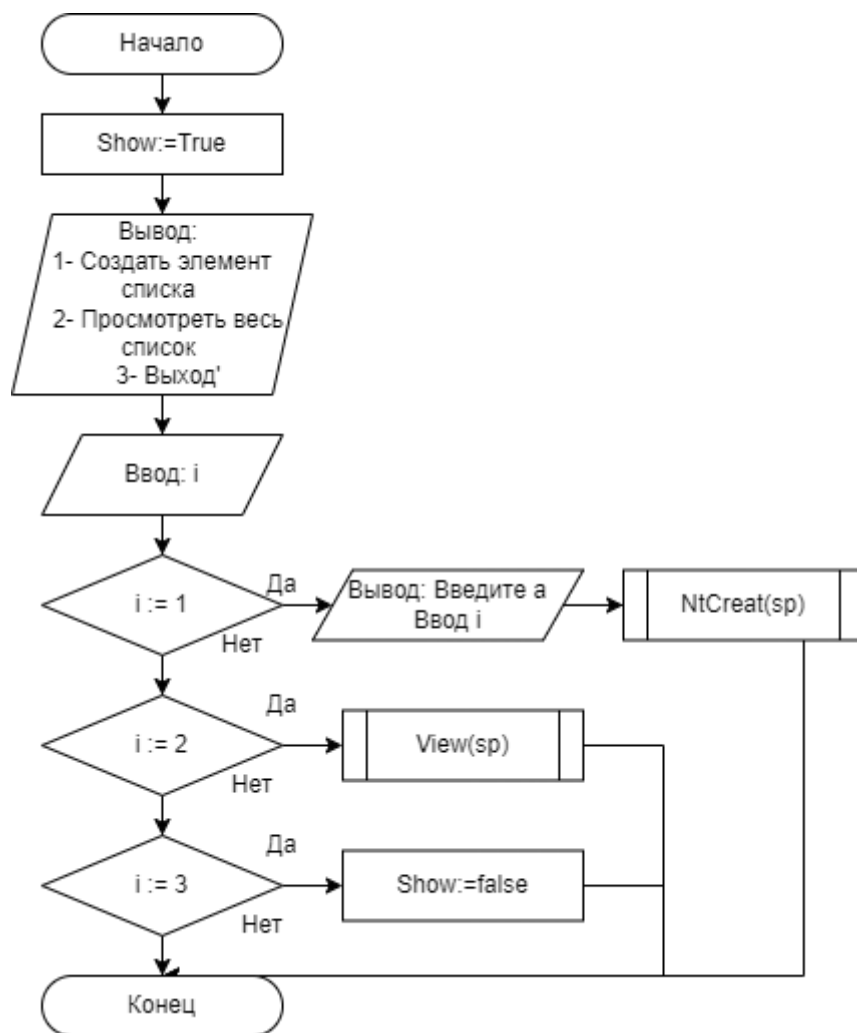 Начало
Show:=True
Вывод:
1- Создать элемент
списка
2- Просмотреть весь
список
3- Выход'
Ввод: i
i := 1
Да
Нет
Вывод: Введите а
Ввод i
NtCreat(sp)
i := 2
Да
Нет
View(sp)
i := 3
Да
Нет
Show:=false
Конец